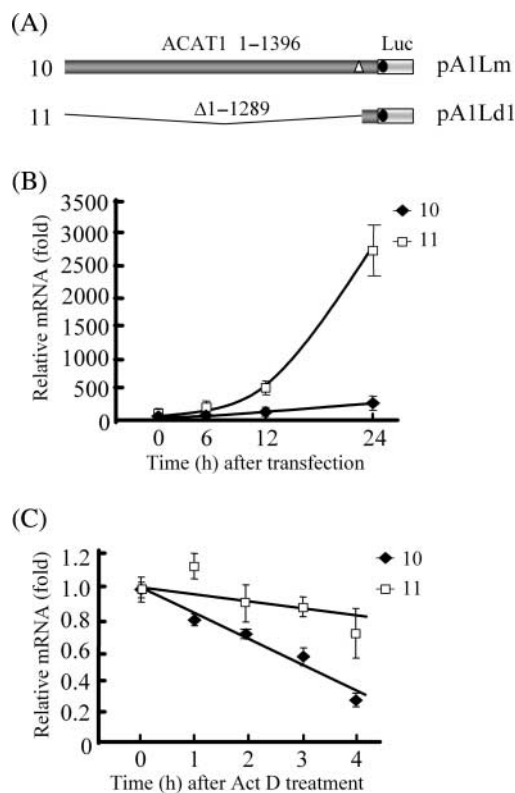 (A)
ACAT1 1–1396 Luc
10 pA1Lm
11 Δ1–1289 pA1Ld1
(B)
Relative mRNA (fold)
3500
3000
2500
2000
1500
1000
500
0
0 6 12 24
Time (h) after transfection
10
11
(C)
Relative mRNA (fold)
1.2
1.0
0.8
0.6
0.4
0.2
0 1 2 3 4
Time (h) after Act D treatment
10
11